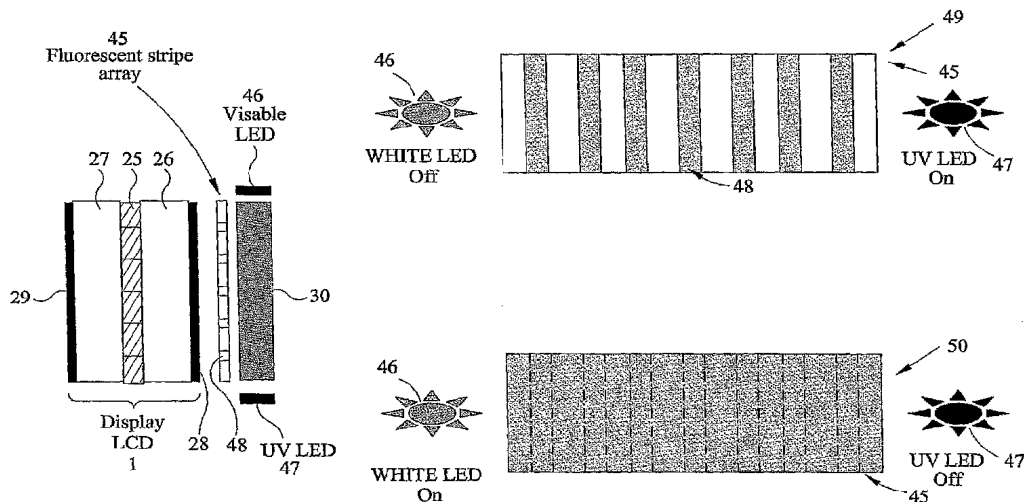 45
Fluorescent stripe
array
46
Visable
LED
27
25
26
29
30
Display
LCD
1
28
48
UV LED
47
46
WHITE LED
Off
49
45
48
47
UV LED
On
46
WHITE LED
On
50
45
47
UV LED
Off